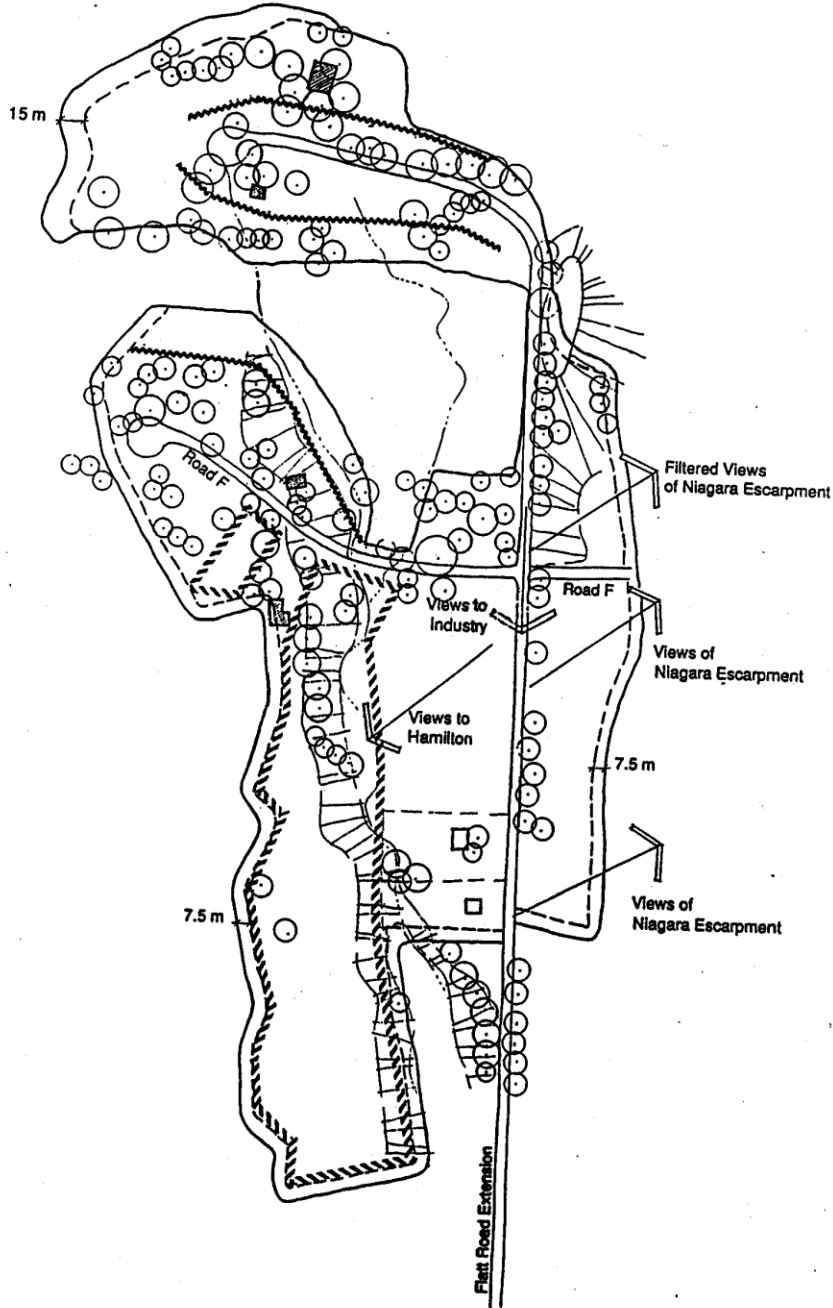 15 m
Road F
Filtered Views
of Niagara Escarpment
Road F
Views to
Industry
Views of
Niagara Escarpment
Views to
Hamilton
7.5 m
7.5 m
Views of
Niagara Escarpment
Flatt Road Extension